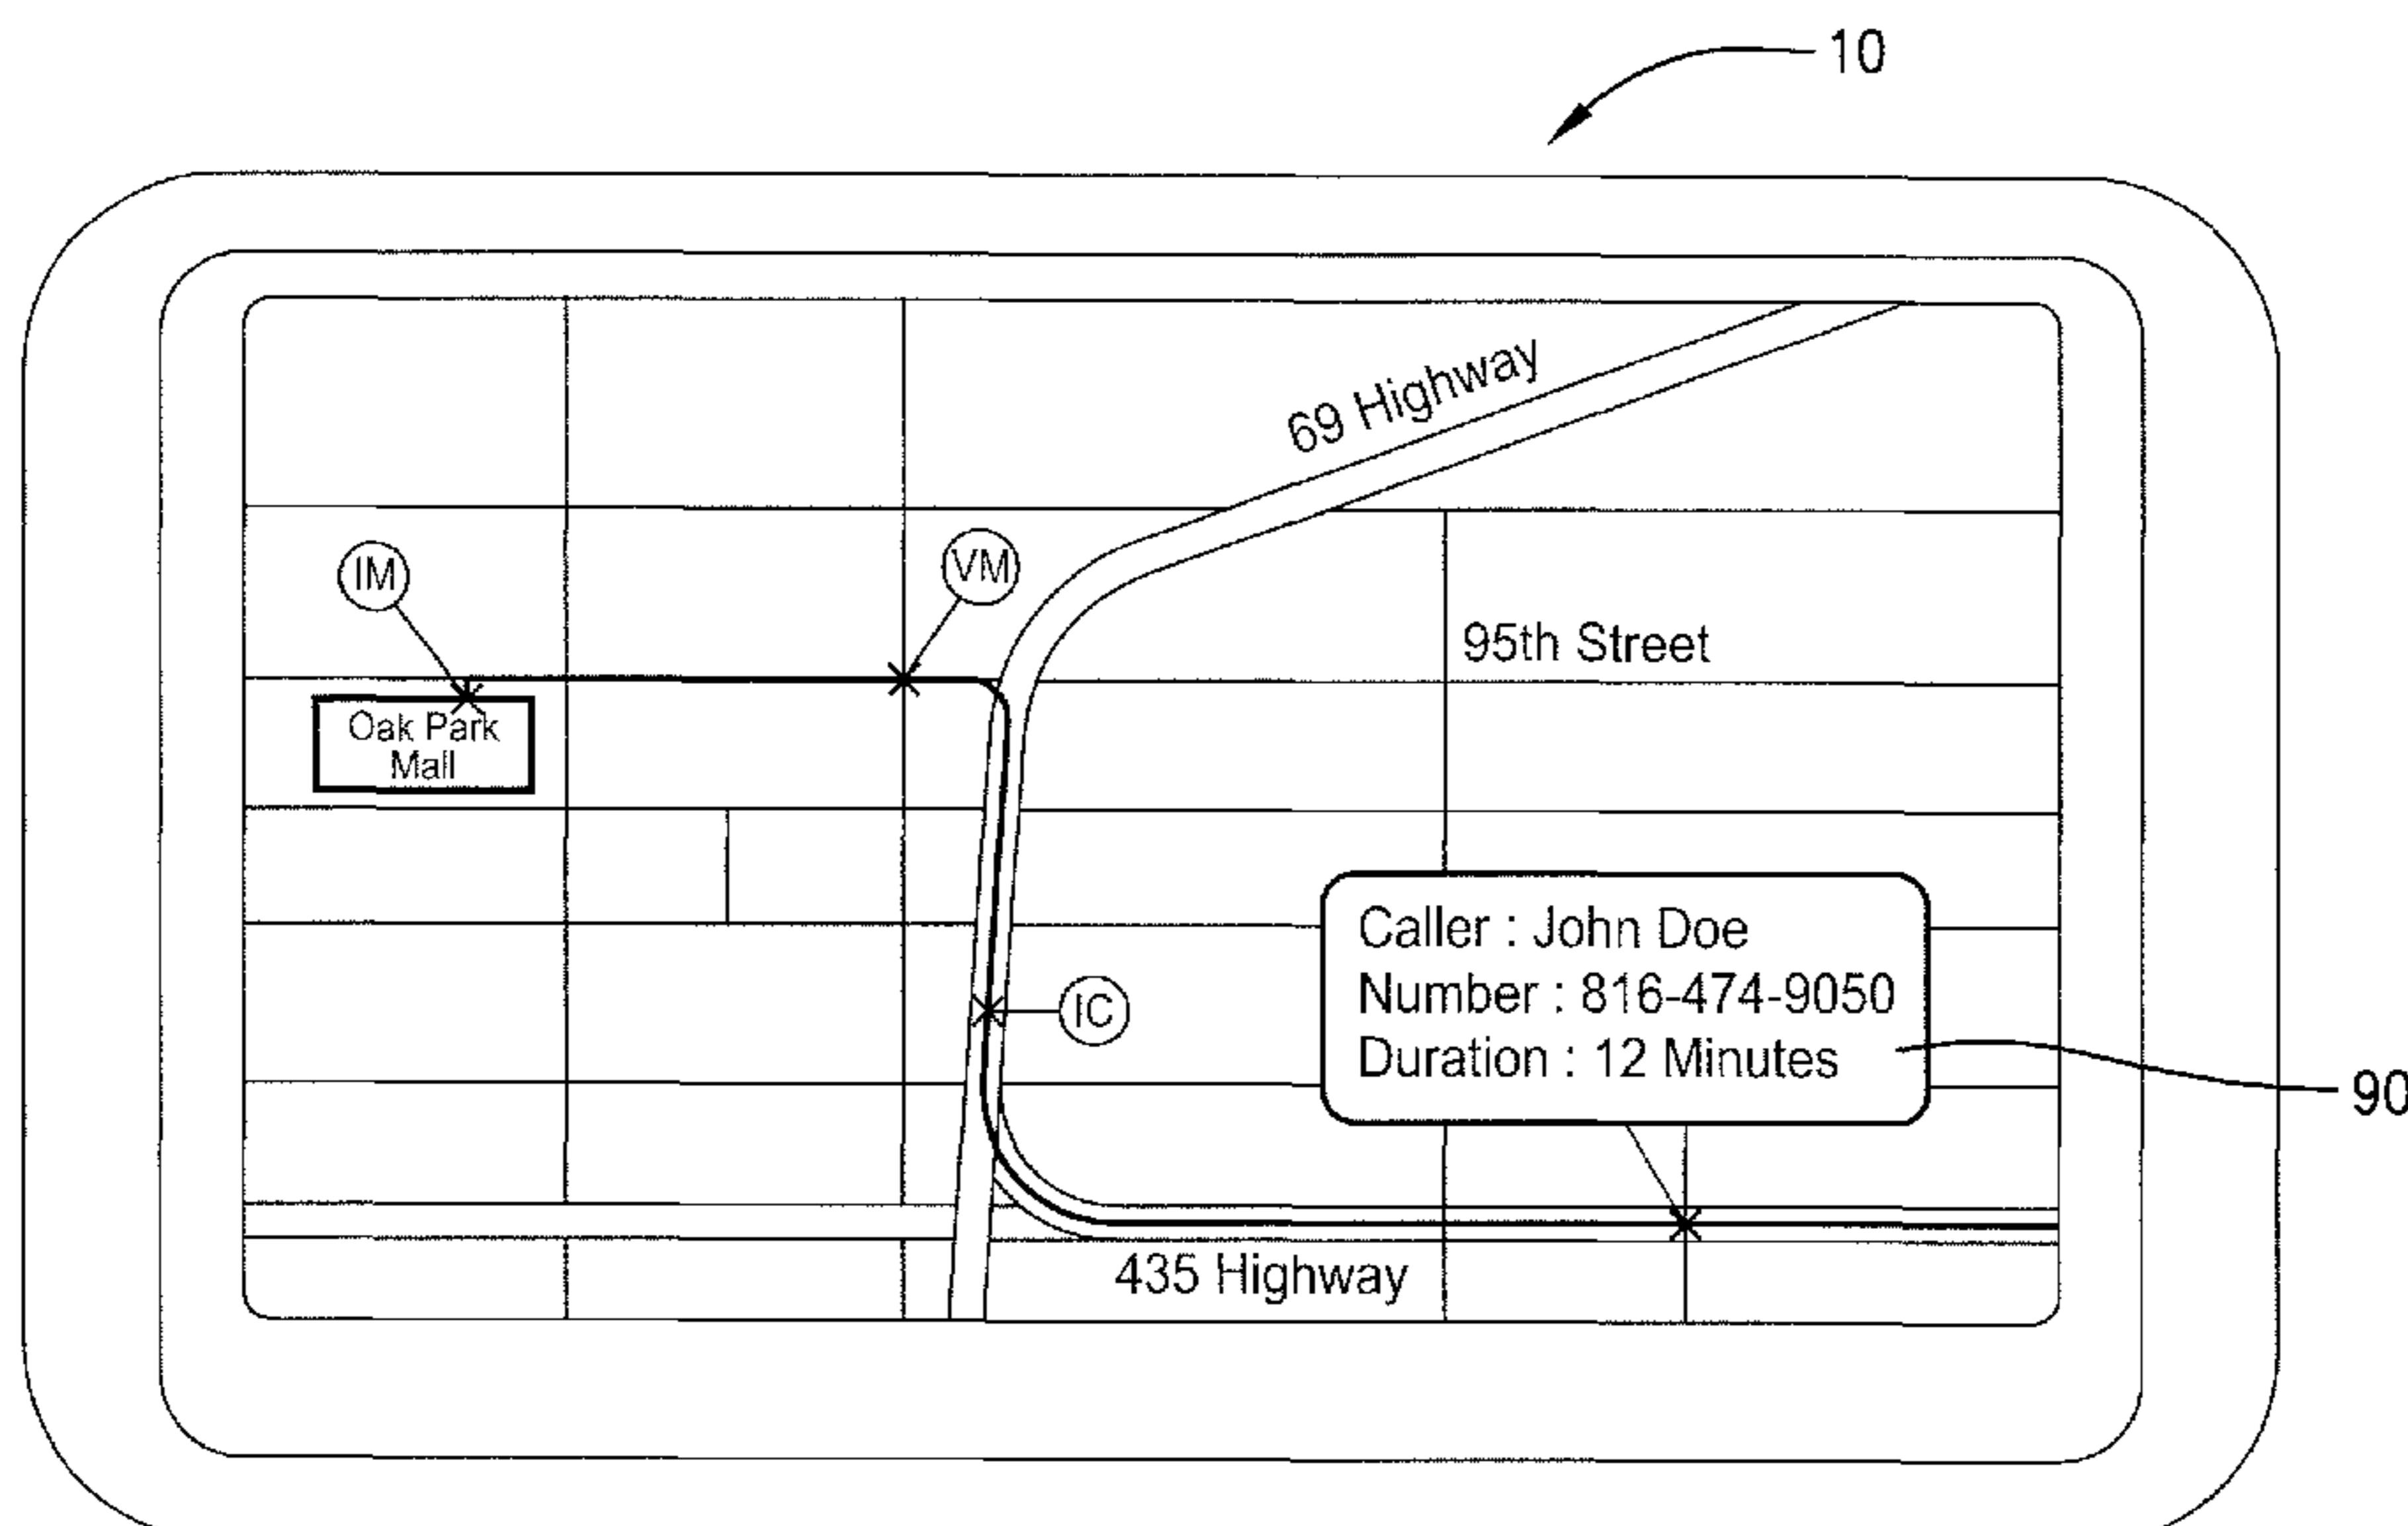 10
69 Highway
IM
VM
95th Street
Oak Park
Mall
Caller : John Doe
Number : 816-474-9050
Duration : 12 Minutes
IC
90
435 Highway